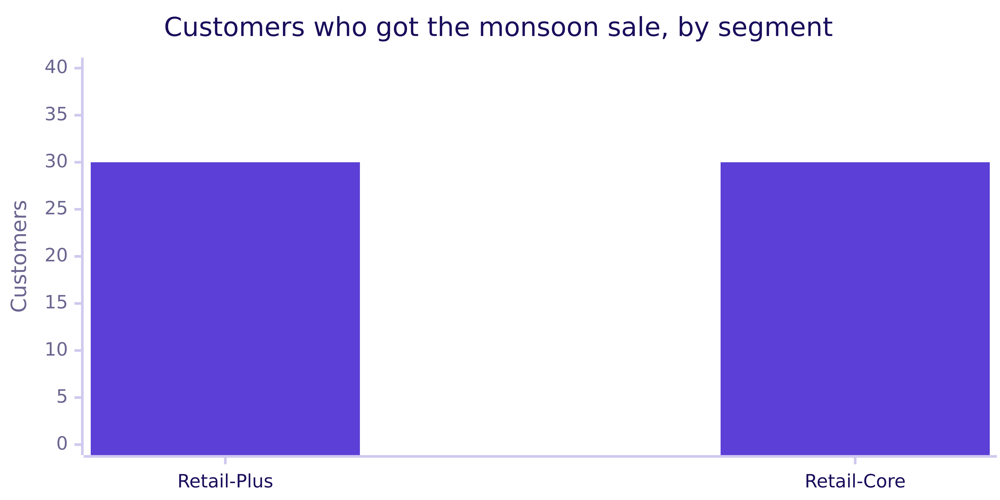 Customers who got the monsoon sale, by segment
40
35
30
25
20
15
10
5
0
Customers
Retail-Plus
Retail-Core